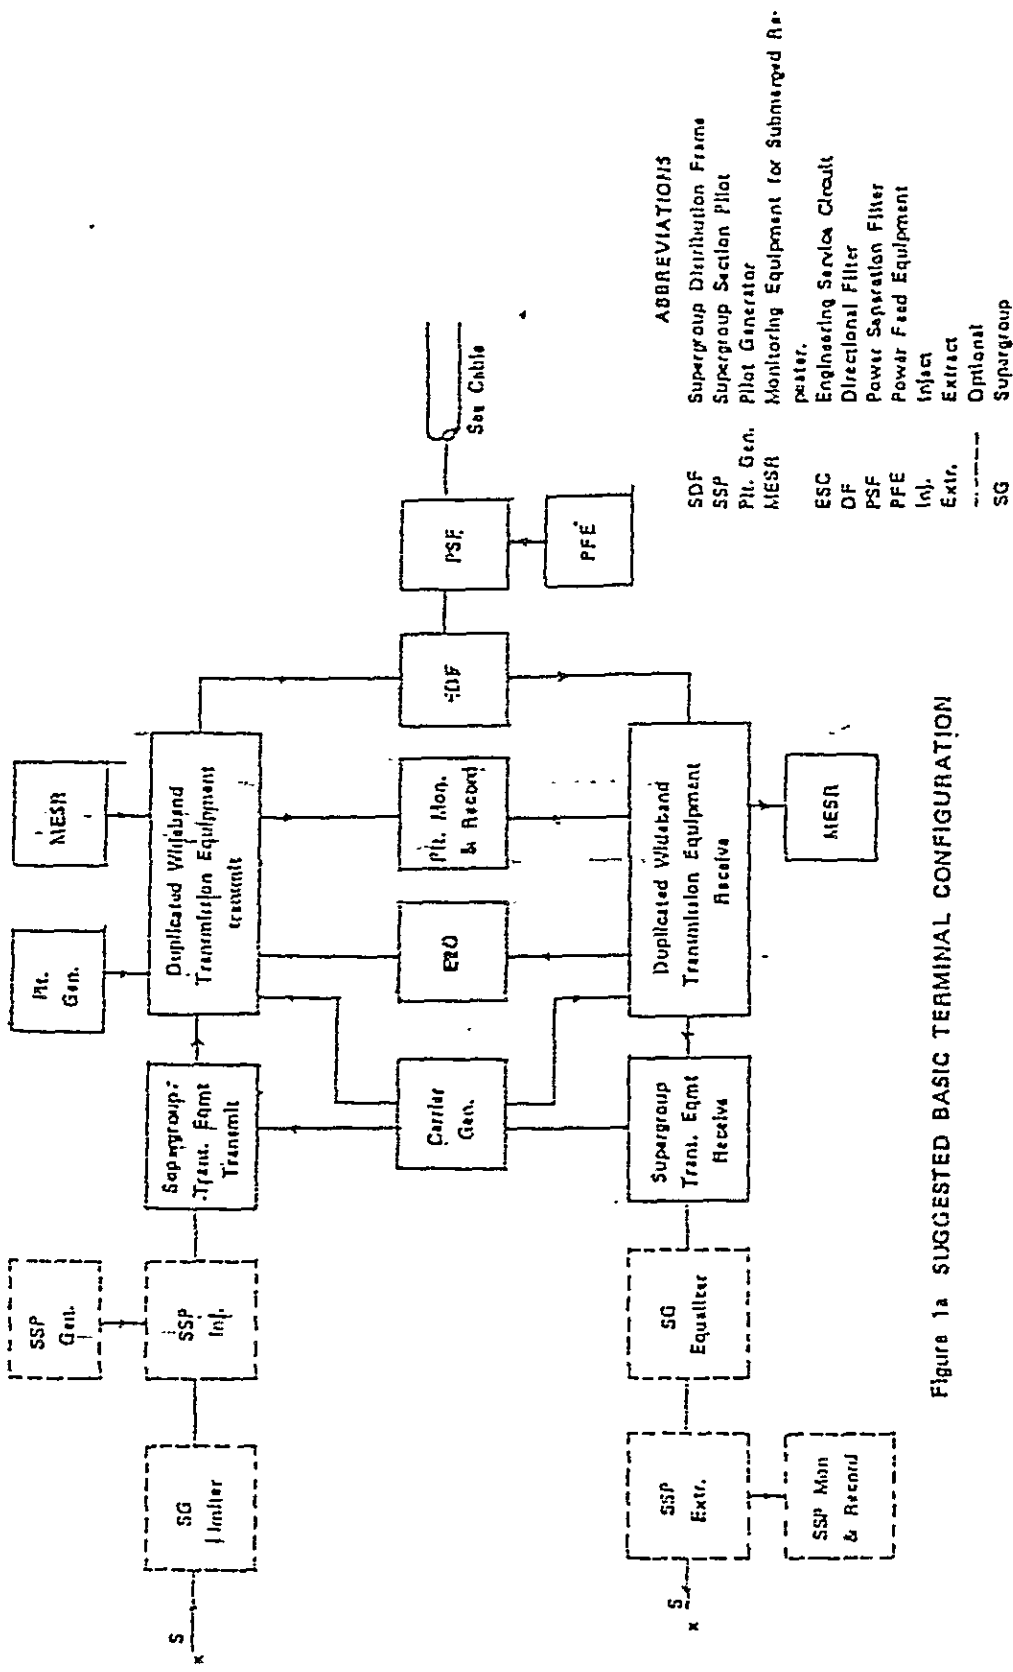 SSP
Gen.
Plt.
Gen.
MESR
S
x
SG
Limiter
SSP
Inj.
Supergroup
Trans. Eqmt
Transmit
Duplicated Wideband
Transmission Equipment
transmit
Carrier
Gen.
Plt. Mon.
& Record
PSF
Sea Cable
PFE
S
x
SSP
Extr.
SG
Equalizer
Supergroup
Trans. Eqmt
Receive
Duplicated Wideband
Transmission Equipment
Receive
SSP Mon
& Record
MESR
ABBREVIATIONS
SDF Supergroup Distribution Frame
SSP Supergroup Section Pilot
Plt. Gen. Pilot Generator
MESR Monitoring Equipment for Submerged Re-
peater.
ESC Engineering Service Circuit
DF Directional Filter
PSF Power Separation Filter
PFE Power Feed Equipment
Inj. Inject
Extr. Extract
------ Optional
SG Supergroup
Figure 1a SUGGESTED BASIC TERMINAL CONFIGURATION